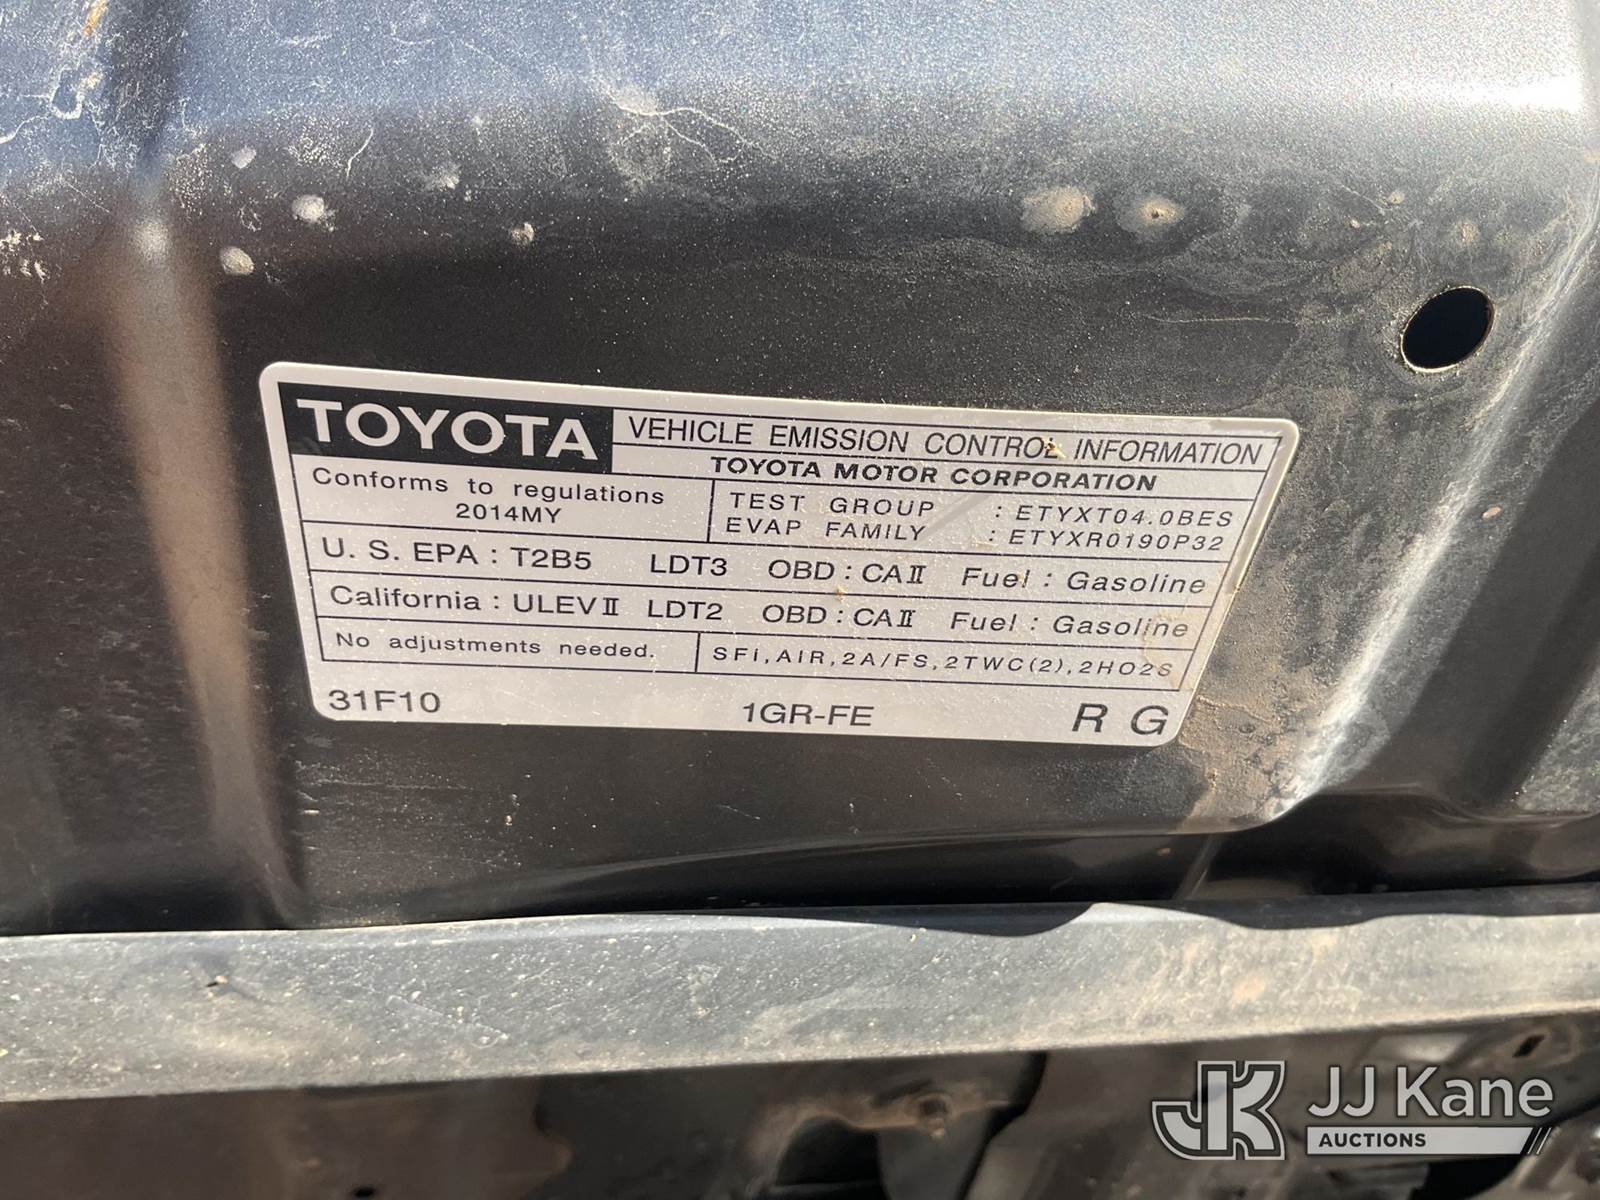 TOYOTA VEHICLE EMISSION CONTROL INFORMATION
TOYOTA MOTOR CORPORATION
Conforms to regulations
2014MY
TEST GROUP : ETYXT04.0BES
EVAP FAMILY : ETYXR0190P32
U. S. EPA : T2B5 LDT3 OBD : CAⅡ Fuel : Gasoline
California : ULEVⅡ LDT2 OBD : CAⅡ Fuel : Gasoline
No adjustments needed. SFI,AIR,2A/FS,2TWC(2),2HO2S
31F10 1GR-FE R G
JK JJ Kane
AUCTIONS